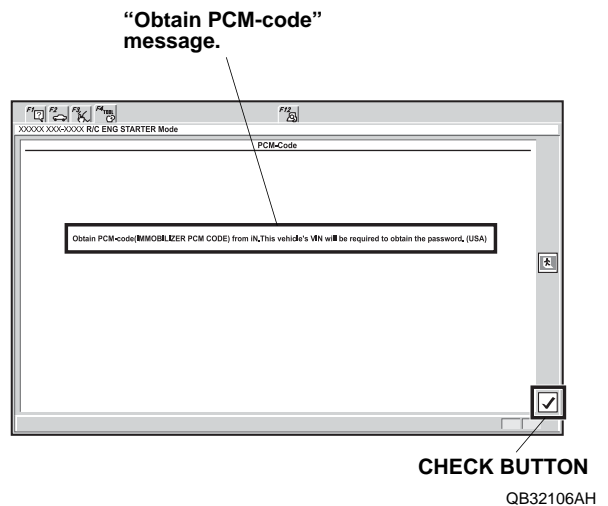 “Obtain PCM-code”
message.
F1 F2 F3 F4 TOOL F12
XXXXX XXX-XXXX R/C ENG STARTER Mode
PCM-Code
Obtain PCM-code(IMMOBILIZER PCM CODE) from iN.This vehicle's VIN will be required to obtain the password. (USA)
CHECK BUTTON
QB32106AH